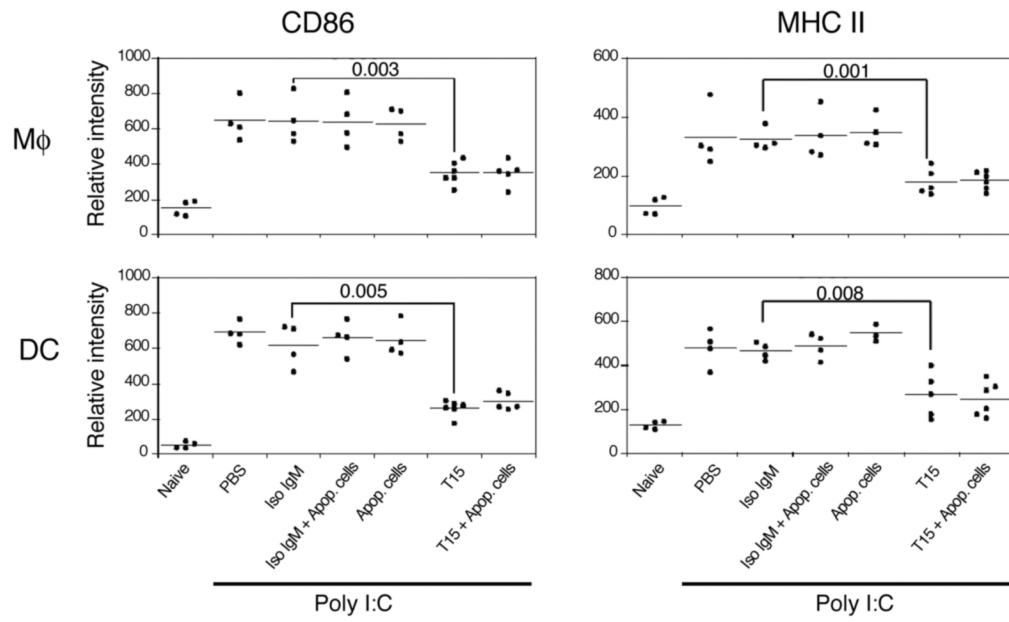 CD86
MHC II
Mϕ
Relative intensity
1000
800
600
400
200
0
0.003
600
400
200
0
0.001
DC
Relative intensity
1000
800
600
400
200
0
0.005
800
600
400
200
0
0.008
Naive
PBS
Iso IgM
Iso IgM + Apop. cells
Apop. cells
T15
T15 + Apop. cells
Naive
PBS
Iso IgM
Iso IgM + Apop. cells
Apop. cells
T15
T15 + Apop. cells
Poly I:C
Poly I:C